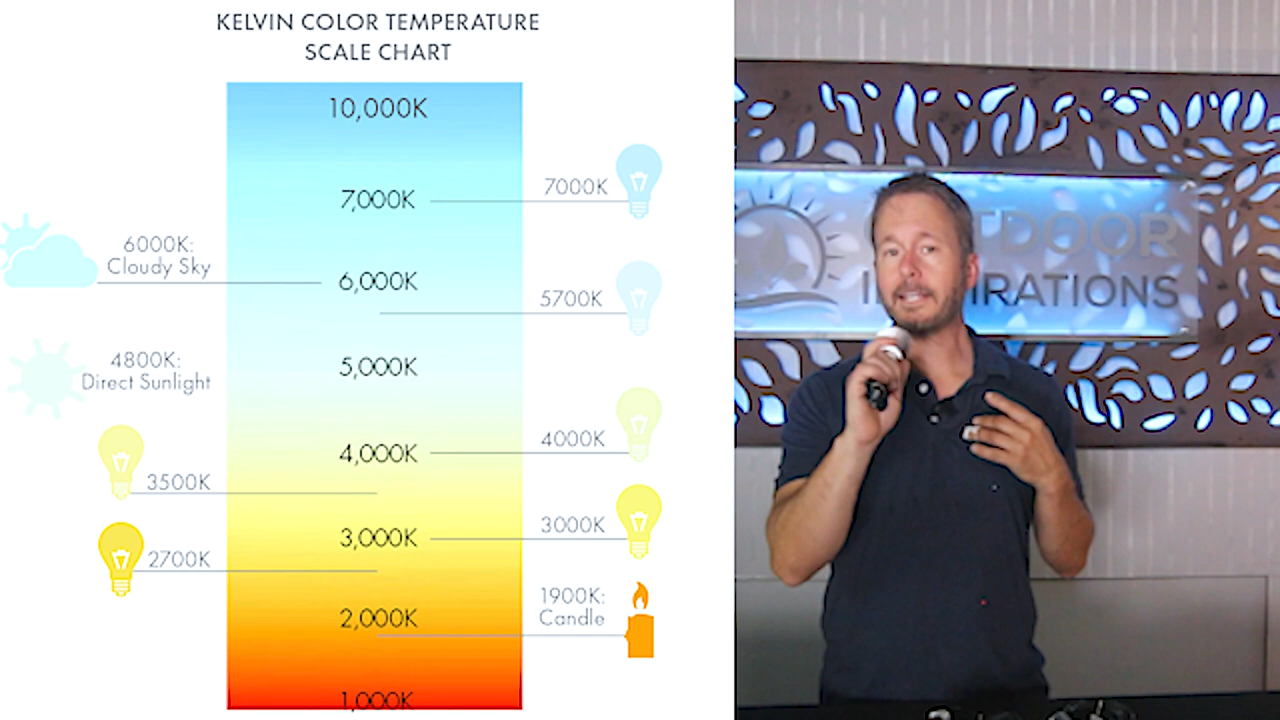 KELVIN COLOR TEMPERATURE
SCALE CHART
10,000K
7,000K
7000K
6000K:
Cloudy Sky
6,000K
5700K
4800K:
Direct Sunlight
5,000K
4,000K
4000K
3500K
3,000K
3000K
2700K
2,000K
1900K:
Candle
1,000K
TDOOR
IRATIONS